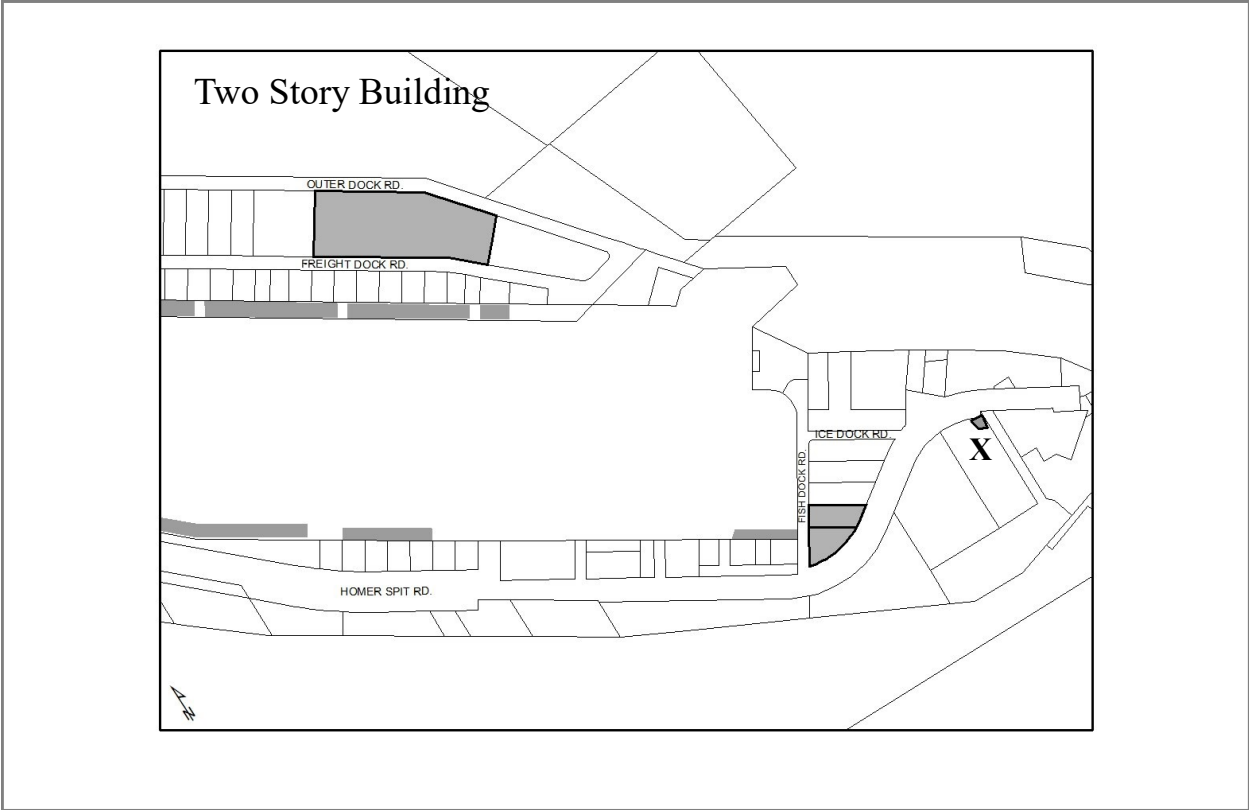 Two Story Building
OUTER DOCK RD.
FREIGHT DOCK RD.
ICE DOCK RD.
X
FISH DOCK RD.
HOMER SPIT RD.
N